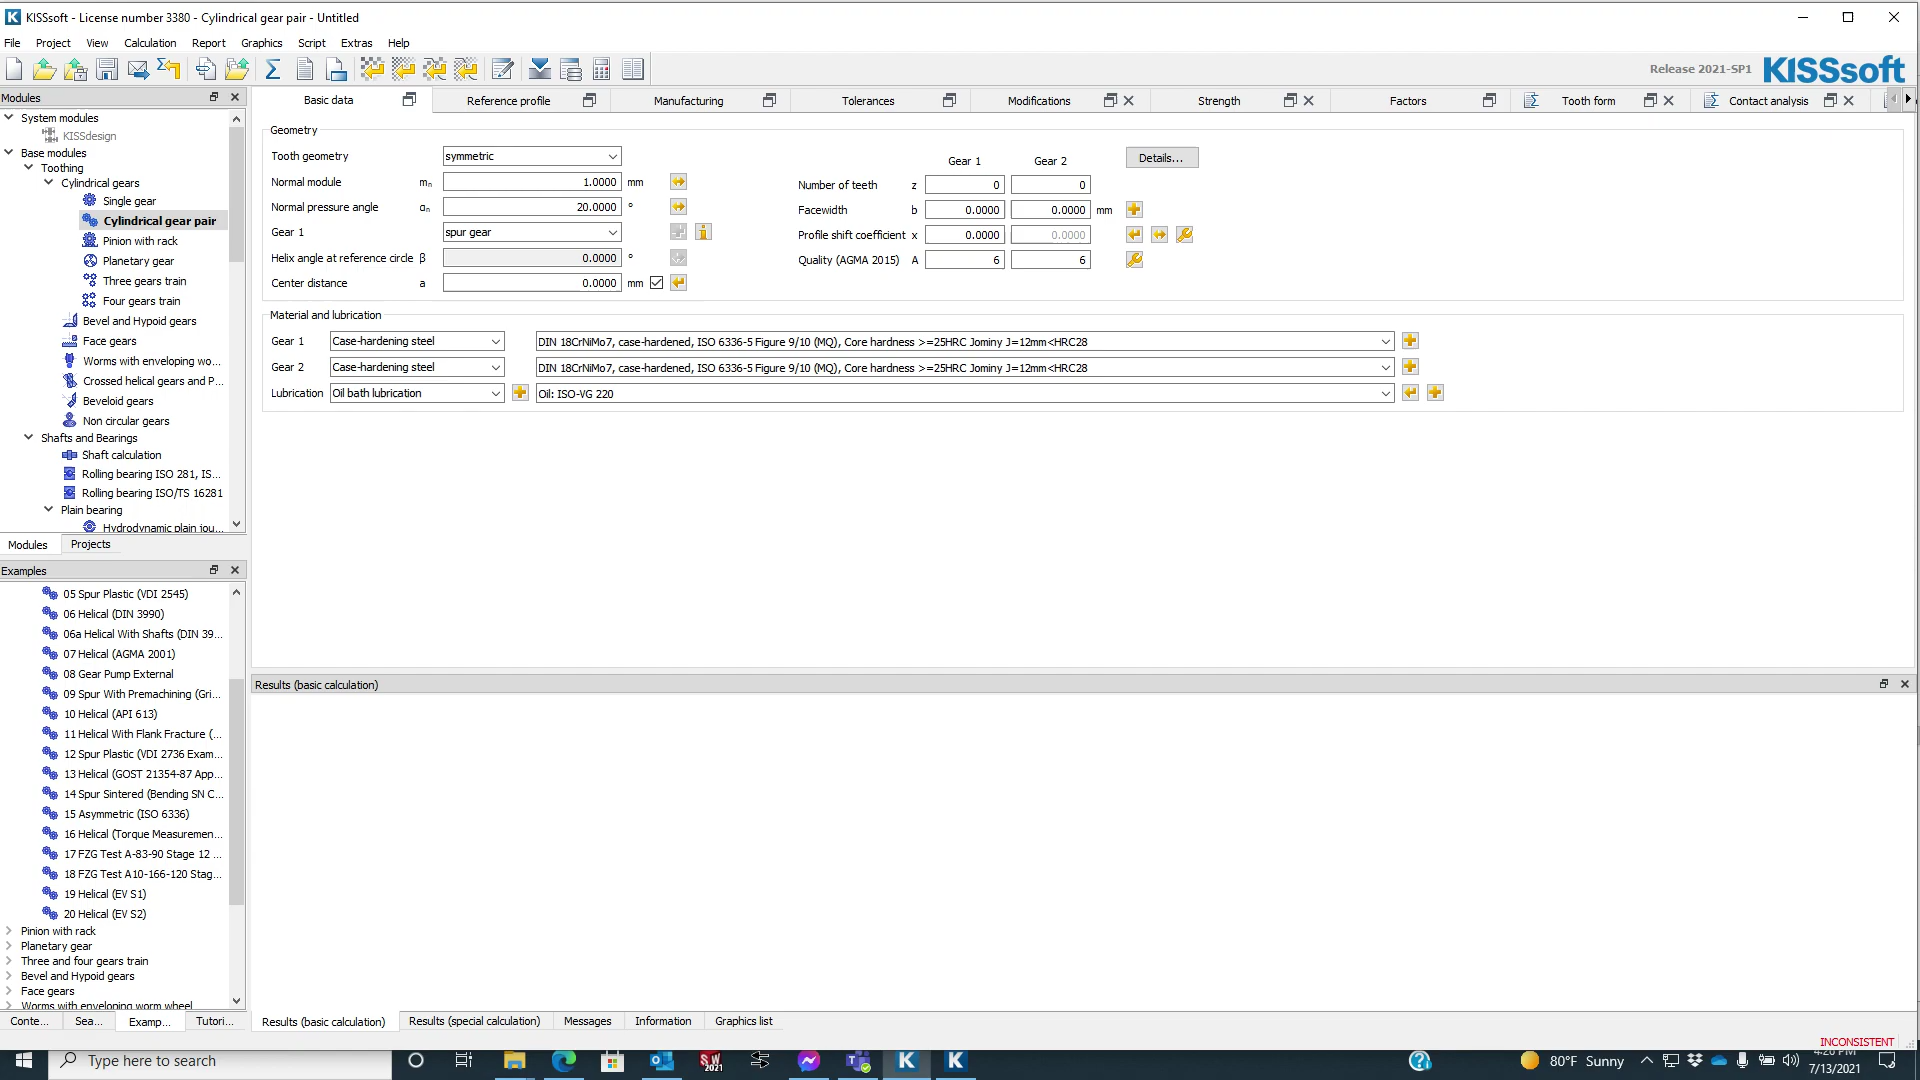 KISSsoft - License number 3380 - Cylindrical gear pair - Untitled
File Project View Calculation Report Graphics Script Extras Help
Release 2021-SP1 KISSsoft
Modules
System modules
KISSdesign
Base modules
Toothing
Cylindrical gears
Single gear
Cylindrical gear pair
Pinion with rack
Planetary gear
Three gears train
Four gears train
Bevel and Hypoid gears
Face gears
Worms with enveloping wo...
Crossed helical gears and P...
Beveloid gears
Non circular gears
Shafts and Bearings
Shaft calculation
Rolling bearing ISO 281, IS...
Rolling bearing ISO/TS 16281
Plain bearing
Hydrodynamic plain jou...
Modules Projects
Examples
05 Spur Plastic (VDI 2545)
06 Helical (DIN 3990)
06a Helical With Shafts (DIN 39...
07 Helical (AGMA 2001)
08 Gear Pump External
09 Spur With Premachining (Gri...
10 Helical (API 613)
11 Helical With Flank Fracture (...
12 Spur Plastic (VDI 2736 Exam...
13 Helical (GOST 21354-87 App...
14 Spur Sintered (Bending SN C...
15 Asymmetric (ISO 6336)
16 Helical (Torque Measuremen...
17 FZG Test A-83-90 Stage 12 ...
18 FZG Test A10-166-120 Stag...
19 Helical (EV S1)
20 Helical (EV S2)
Pinion with rack
Planetary gear
Three and four gears train
Bevel and Hypoid gears
Face gears
Worms with enveloping worm wheel
Conte... Sea... Examp... Tutori...
Basic data Reference profile Manufacturing Tolerances Modifications Strength Factors Tooth form Contact analysis
Geometry
Tooth geometry symmetric
Normal module mn 1.0000 mm
Normal pressure angle αn 20.0000 °
Gear 1 spur gear
Helix angle at reference circle β 0.0000 °
Center distance a 0.0000 mm
Gear 1 Gear 2 Details...
Number of teeth z 0 0
Facewidth b 0.0000 0.0000 mm
Profile shift coefficient x 0.0000 0.0000
Quality (AGMA 2015) A 6 6
Material and lubrication
Gear 1 Case-hardening steel DIN 18CrNiMo7, case-hardened, ISO 6336-5 Figure 9/10 (MQ), Core hardness >=25HRC Jominy J=12mm<HRC28
Gear 2 Case-hardening steel DIN 18CrNiMo7, case-hardened, ISO 6336-5 Figure 9/10 (MQ), Core hardness >=25HRC Jominy J=12mm<HRC28
Lubrication Oil bath lubrication Oil: ISO-VG 220
Results (basic calculation)
Results (basic calculation) Results (special calculation) Messages Information Graphics list
INCONSISTENT
Type here to search
SW 2021
80°F Sunny
4:20 PM
7/13/2021